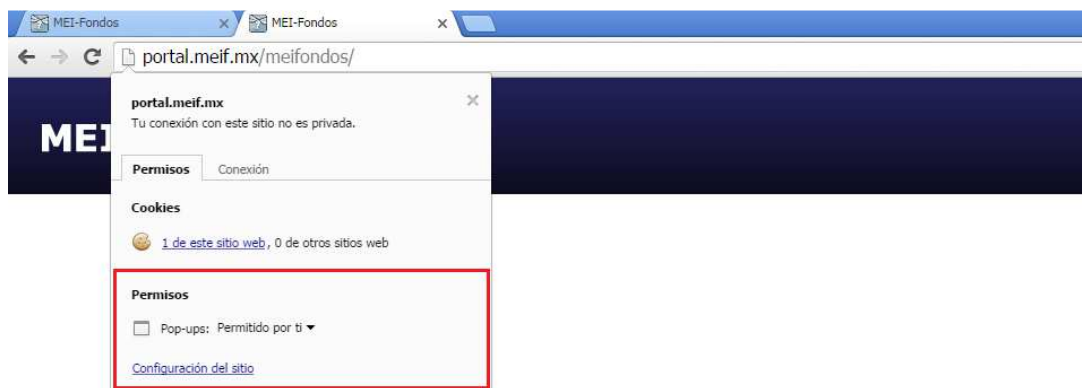 MEI-Fondos
MEI-Fondos
portal.meif.mx/meifondos/
portal.meif.mx
Tu conexión con este sitio no es privada.
MEI
Permisos
Conexión
Cookies
1 de este sitio web, 0 de otros sitios web
Permisos
Pop-ups: Permitido por ti
Configuración del sitio